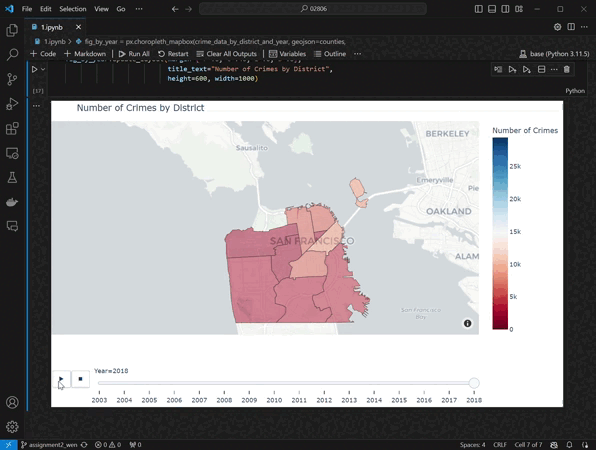 File Edit Selection View Go ··· 02806
1.ipynb
1.ipynb > fig_by_year = px.choropleth_mapbox(crime_data_by_district_and_year, geojson=counties,
+ Code + Markdown Run All Restart Clear All Outputs Variables Outline ··· base (Python 3.11.5)
title_text="Number of Crimes by District",
height=600, width=1000)
[17] Python
Number of Crimes by District
Number of Crimes
BERKELEY
Sausalito
25k
Emeryville
Pie
20k
OAKLAND
15k
SAN FRANCISCO
ALAM
10k
5k
San Francisco
Bay
0
Year=2018
2003 2004 2005 2006 2007 2008 2009 2010 2011 2012 2013 2014 2015 2016 2017 2018
assignment2_wen 0 0 0 Spaces: 4 CRLF Cell 7 of 7